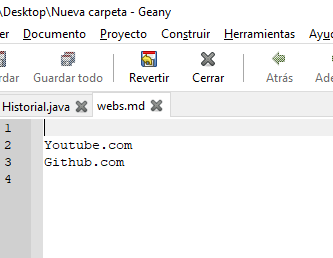 \Desktop\Nueva carpeta - Geany
er Documento Proyecto Construir Herramientas Ayu
rdar Guardar todo Revertir Cerrar Atrás Ade
Historial.java webs.md
1
2 Youtube.com
3 Github.com
4